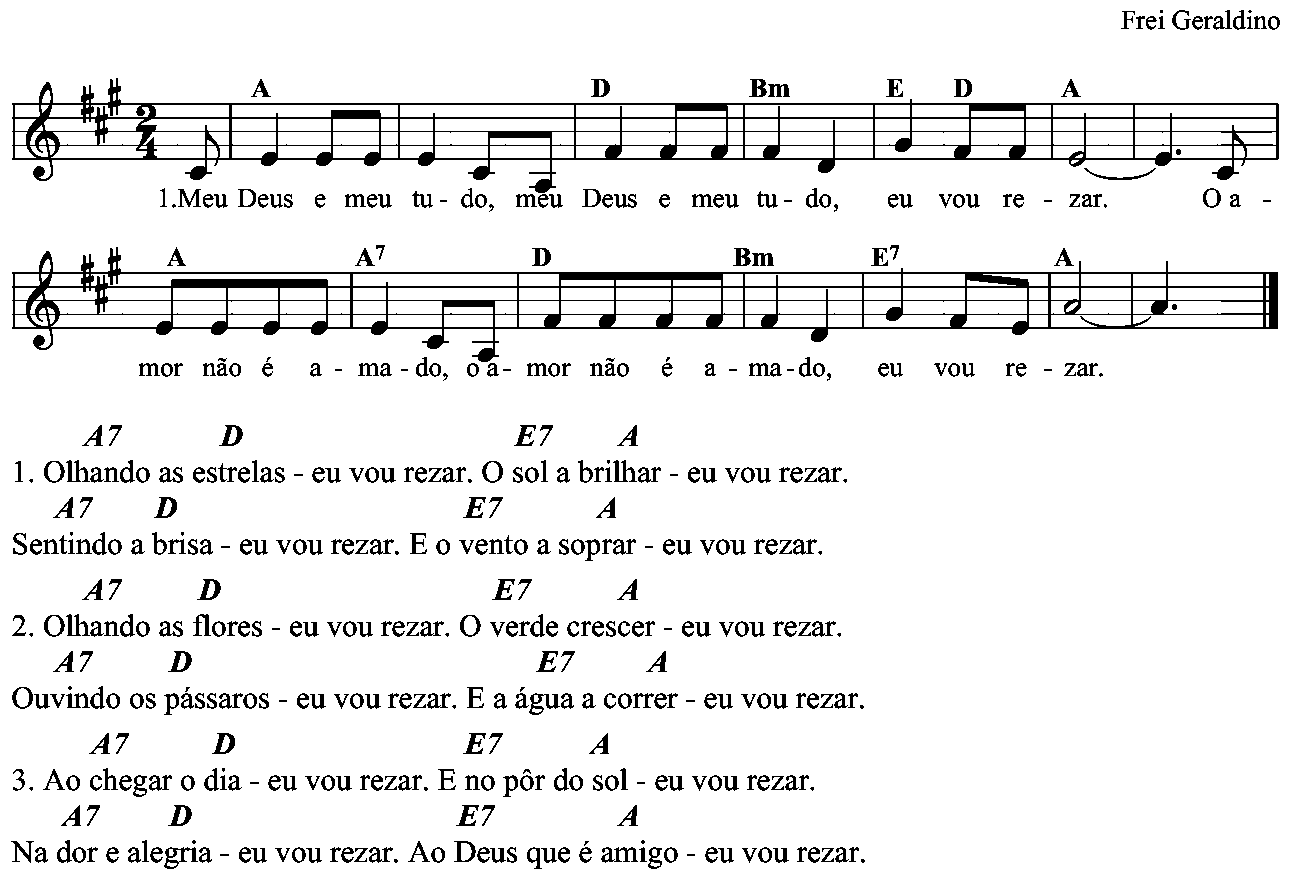 Frei Geraldino
A D Bm E D A
2
4
1.Meu Deus e meu tu - do, meu Deus e meu tu - do, eu vou re - zar. O a -
A A7 D Bm E7 A
mor não é a - ma - do, o a - mor não é a - ma - do, eu vou re - zar.
A7 D E7 A
1. Olhando as estrelas - eu vou rezar. O sol a brilhar - eu vou rezar.
A7 D E7 A
Sentindo a brisa - eu vou rezar. E o vento a soprar - eu vou rezar.
A7 D E7 A
2. Olhando as flores - eu vou rezar. O verde crescer - eu vou rezar.
A7 D E7 A
Ouvindo os pássaros - eu vou rezar. E a água a correr - eu vou rezar.
A7 D E7 A
3. Ao chegar o dia - eu vou rezar. E no pôr do sol - eu vou rezar.
A7 D E7 A
Na dor e alegria - eu vou rezar. Ao Deus que é amigo - eu vou rezar.